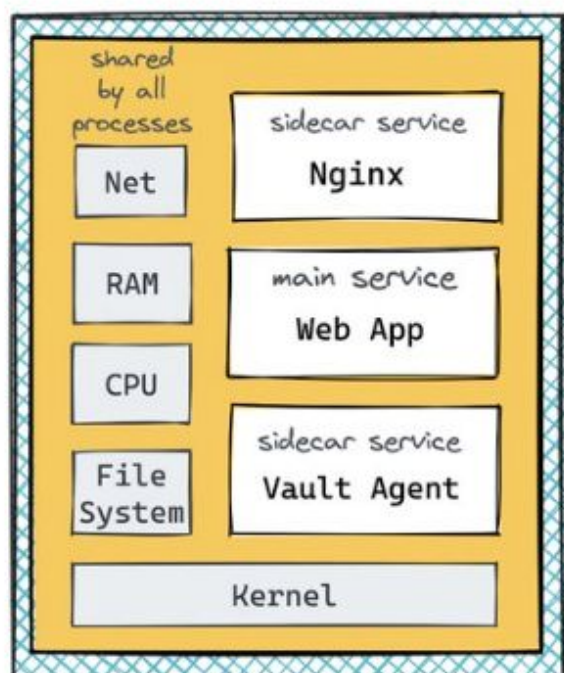 shared
by all
processes
Net
RAM
CPU
File
System
sidecar service
Nginx
main service
Web App
sidecar service
Vault Agent
Kernel